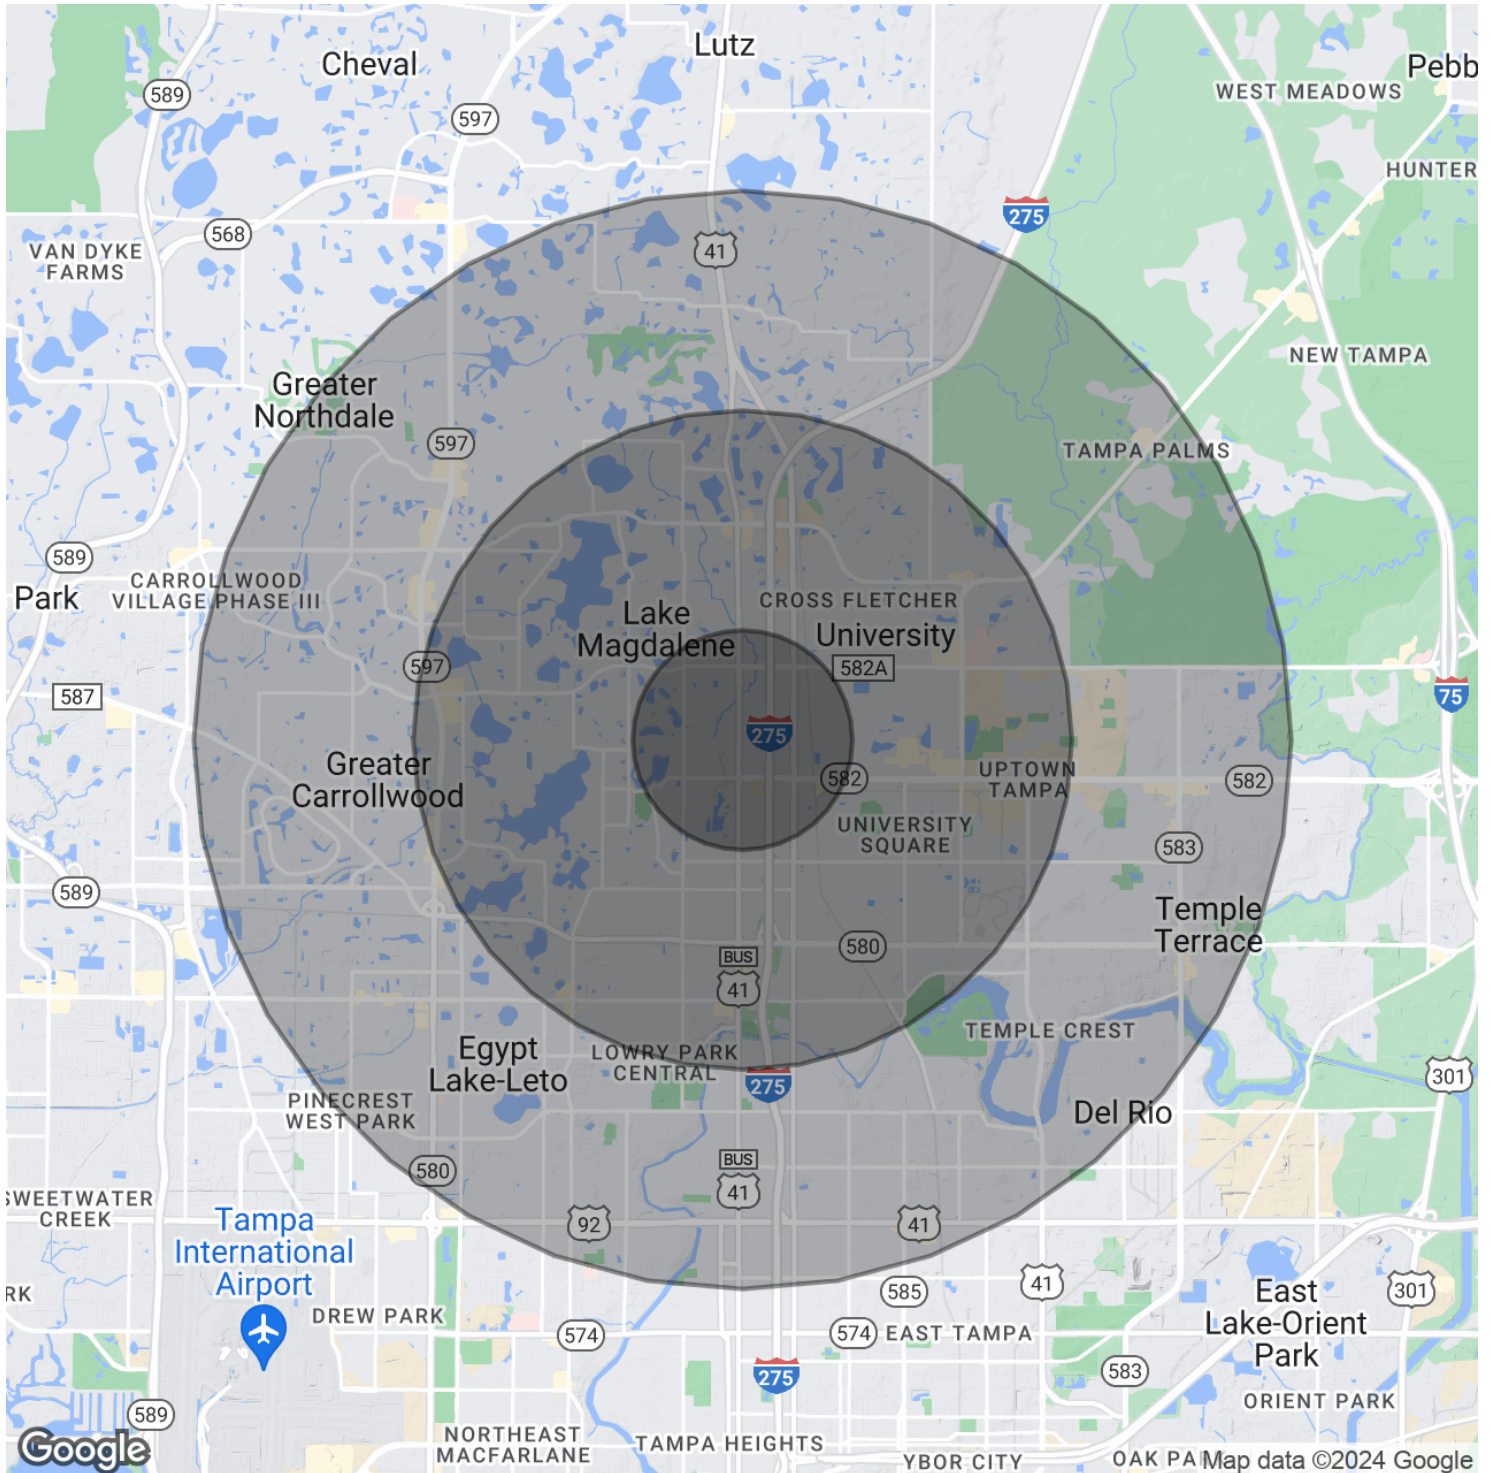 Lutz
Cheval
Pebb
589
WEST MEADOWS
597
HUNTER
275
568
41
VAN DYKE
FARMS
NEW TAMPA
Greater
Northdale
597
TAMPA PALMS
589
CARROLLWOOD
VILLAGE PHASE III
Park
CROSS FLETCHER
Lake
Magdalene
University
597
582A
587
75
275
Greater
Carrollwood
582
UPTOWN
TAMPA
582
UNIVERSITY
SQUARE
583
589
Temple
Terrace
580
BUS
41
TEMPLE CREST
Egypt
Lake-Leto
LOWRY PARK
CENTRAL
301
275
PINECREST
WEST PARK
Del Rio
580
BUS
41
SWEETWATER
CREEK
92
41
Tampa
International
Airport
41
585
301
RK
East
Lake-Orient
Park
DREW PARK
574
574
EAST TAMPA
275
583
ORIENT PARK
589
NORTHEAST
MACFARLANE
TAMPA HEIGHTS
YBOR CITY
OAK PA
Google
Map data ©2024 Google